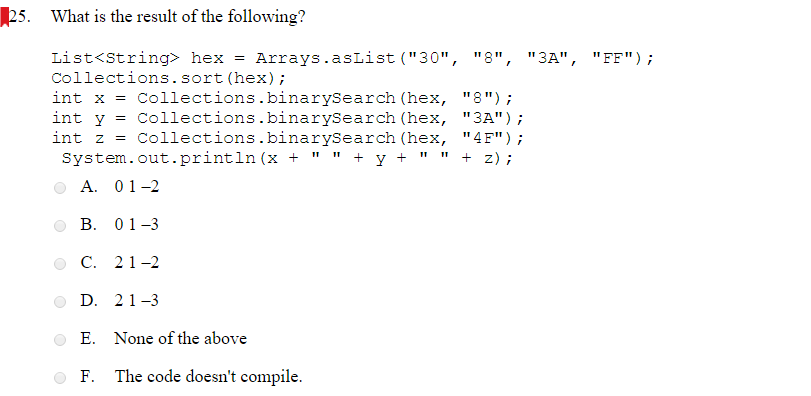 25. What is the result of the following?
List<String> hex = Arrays.asList("30", "8", "3A", "FF");
Collections.sort(hex);
int x = Collections.binarySearch(hex, "8");
int y = Collections.binarySearch(hex, "3A");
int z = Collections.binarySearch(hex, "4F");
System.out.println(x + " " + y + " " + z);
A. 0 1 –2
B. 0 1 –3
C. 2 1 –2
D. 2 1 –3
E. None of the above
F. The code doesn't compile.